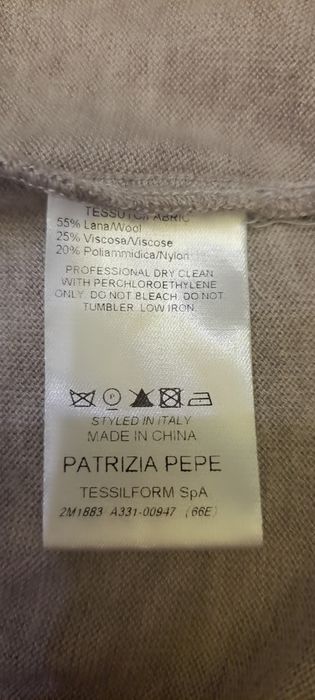 TESSUTO/FABRIC
55% Lana/Wool
25% Viscosa/Viscose
20% Poliammidica/Nylon
PROFESSIONAL DRY CLEAN
WITH PERCHLOROETHYLENE
ONLY. DO NOT BLEACH. DO NOT
TUMBLER. LOW IRON.
P
STYLED IN ITALY
MADE IN CHINA
PATRIZIA PEPE
TESSILFORM SpA
2M1883 A331-00947 (66E)